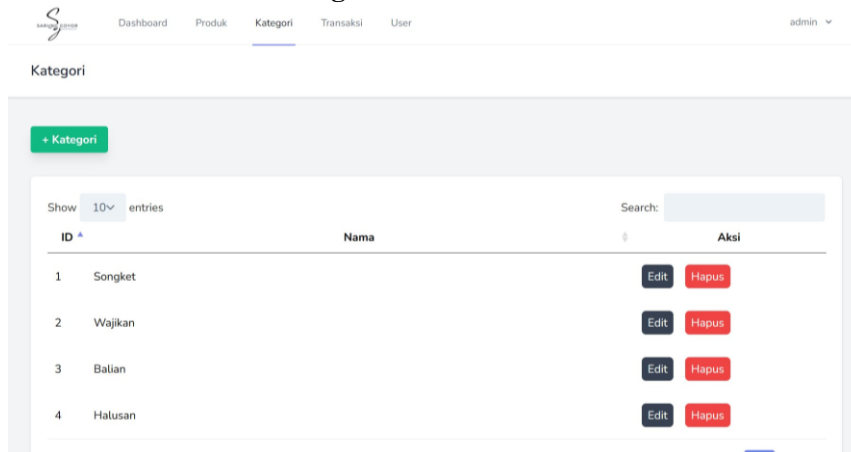 Dashboard Produk Kategori Transaksi User admin
Kategori
+ Kategori
Show 10 entries Search:
ID Nama Aksi
1 Songket Edit Hapus
2 Wajikan Edit Hapus
3 Balian Edit Hapus
4 Halusan Edit Hapus